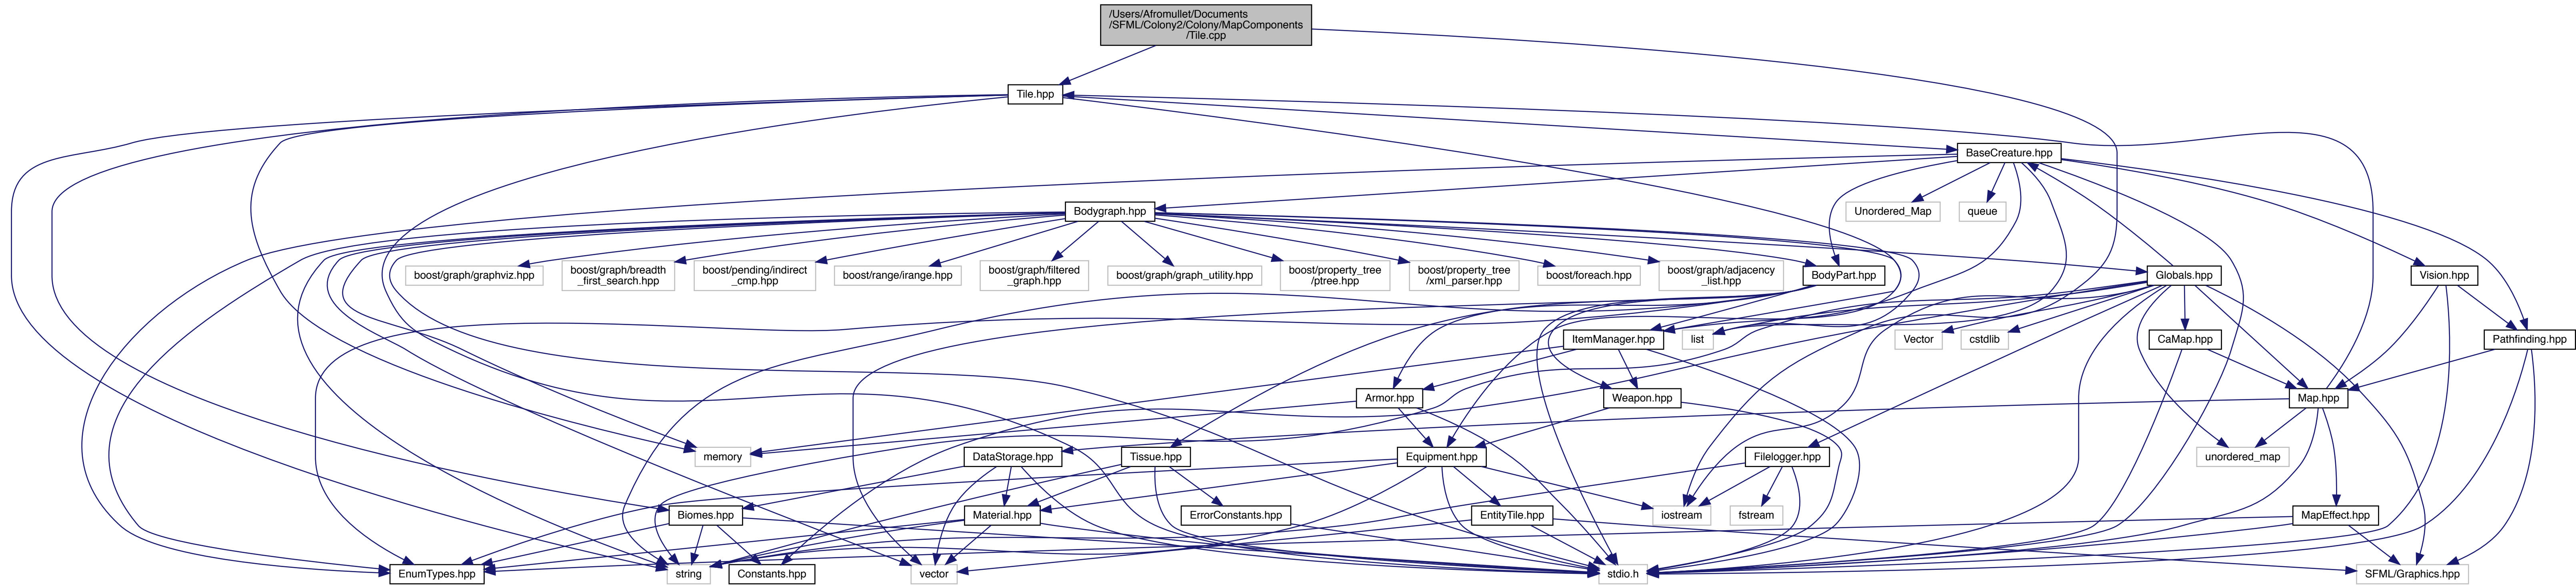 /Users/Afromullet/Documents
/SFML/Colony2/Colony/MapComponents
/Tile.cpp
Tile.hpp
BaseCreature.hpp
Bodygraph.hpp
Unordered_Map
queue
boost/graph/graphviz.hpp
boost/graph/breadth
_first_search.hpp
boost/pending/indirect
_cmp.hpp
boost/range/irange.hpp
boost/graph/filtered
_graph.hpp
boost/graph/graph_utility.hpp
boost/property_tree
/ptree.hpp
boost/property_tree
/xml_parser.hpp
boost/foreach.hpp
boost/graph/adjacency
_list.hpp
BodyPart.hpp
Globals.hpp
Vision.hpp
ItemManager.hpp
list
Vector
cstdlib
CaMap.hpp
Pathfinding.hpp
Armor.hpp
Weapon.hpp
Map.hpp
memory
DataStorage.hpp
Tissue.hpp
Equipment.hpp
Filelogger.hpp
unordered_map
Biomes.hpp
Material.hpp
ErrorConstants.hpp
EntityTile.hpp
iostream
fstream
MapEffect.hpp
EnumTypes.hpp
string
Constants.hpp
vector
stdio.h
SFML/Graphics.hpp